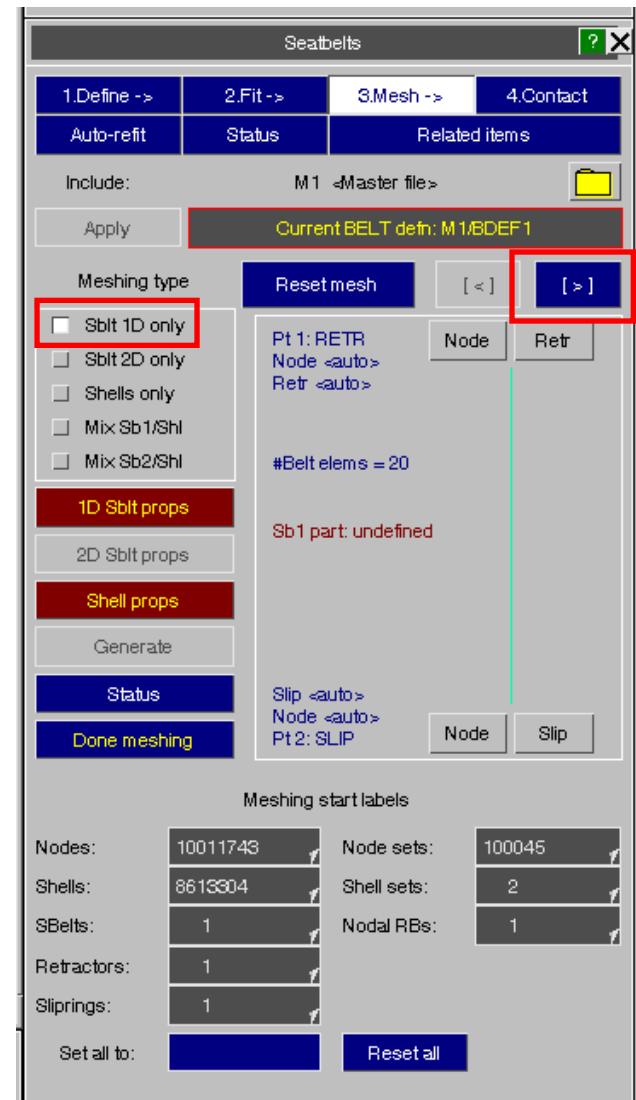 Seatbelts ? X
1.Define -> 2.Fit -> 3.Mesh -> 4.Contact
Auto-refit Status Related items
Include: M1 <Master file>
Apply Current BELT defn: M1/BDEF1
Meshing type Reset mesh [ < ] [ > ]
Sblt 1D only
Sblt 2D only
Shells only
Mix Sb1/Shl
Mix Sb2/Shl
1D Sblt props
2D Sblt props
Shell props
Generate
Status
Done meshing
Pt 1: RETR Node Retr
Node <auto>
Retr <auto>
#Belt elems = 20
Sb1 part: undefined
Slip <auto>
Node <auto>
Pt 2: SLIP Node Slip
Meshing start labels
Nodes: 10011743 Node sets: 100045
Shells: 8613304 Shell sets: 2
SBelts: 1 Nodal RBs: 1
Retractors: 1
Sliprings: 1
Set all to: Reset all